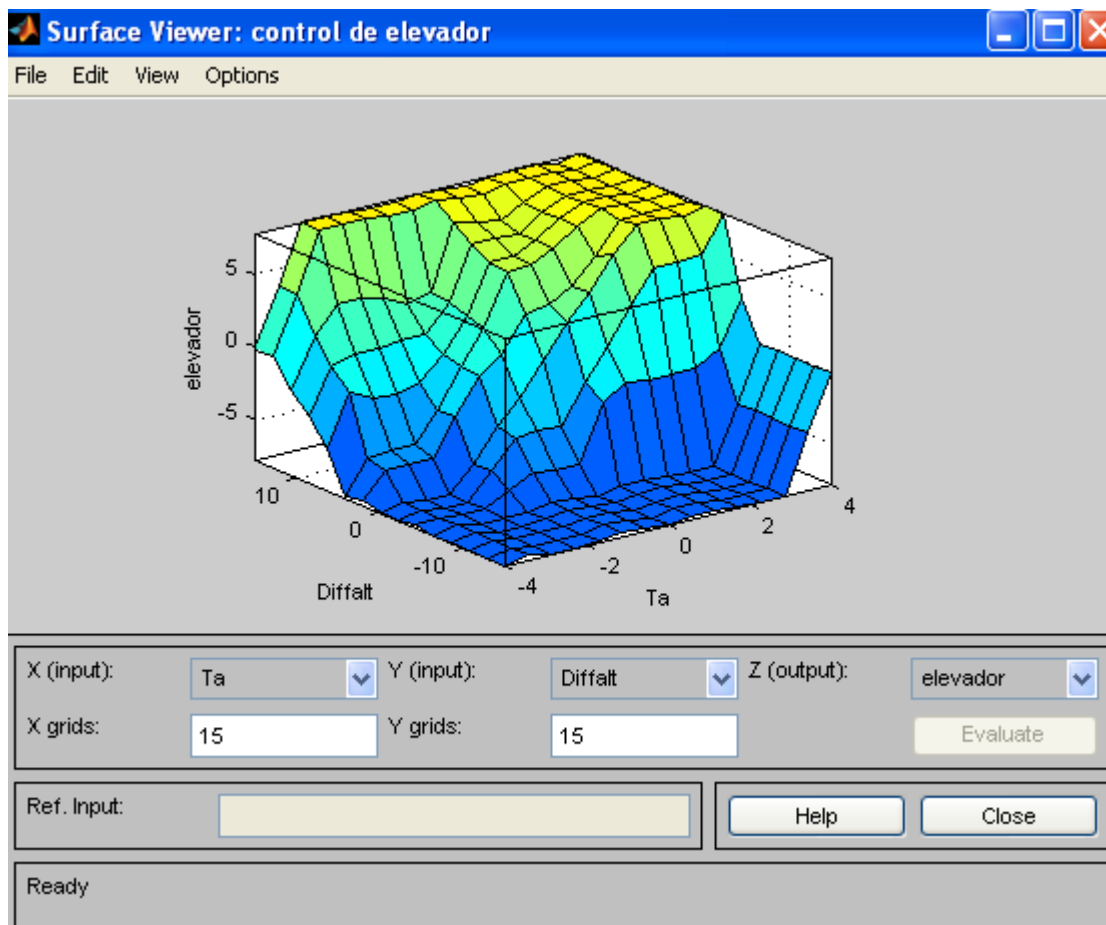 Surface Viewer: control de elevador
File Edit View Options
5
0
-5
elevador
10
0
-10
Diffalt
-4
-2
0
2
4
Ta
X (input): Ta Y (input): Diffalt Z (output): elevador
X grids: 15 Y grids: 15 Evaluate
Ref. Input: Help Close
Ready